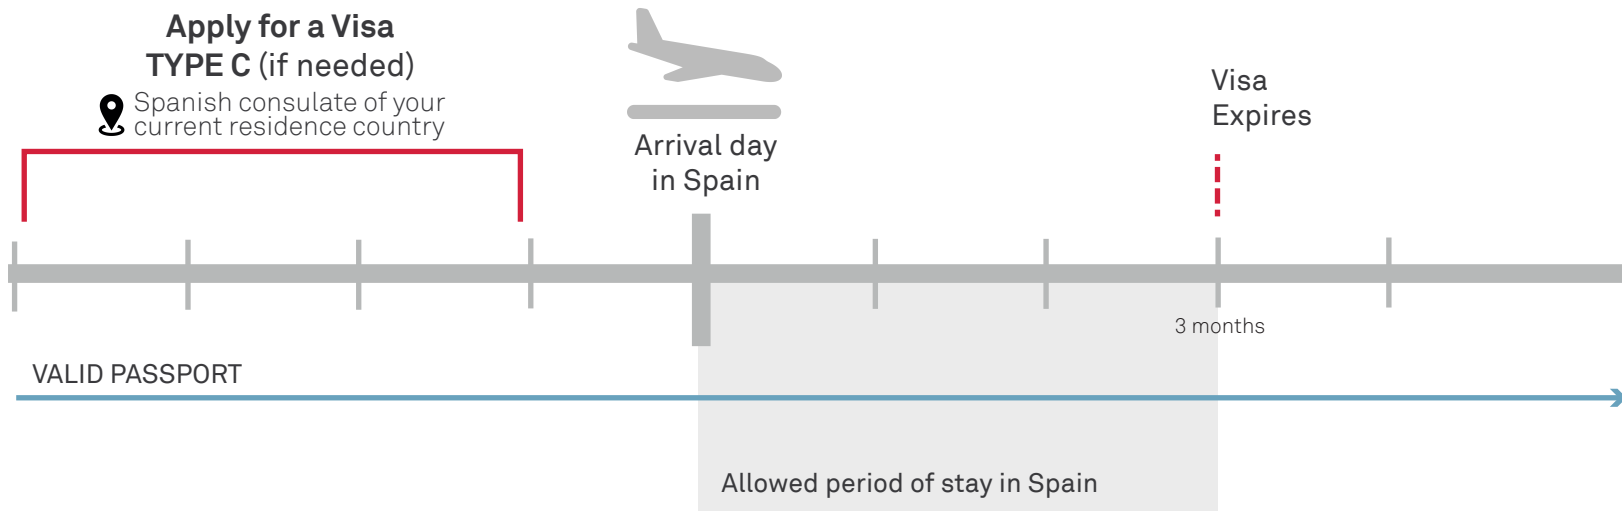 Apply for a Visa
TYPE C (if needed)
Spanish consulate of your
current residence country
Arrival day
in Spain
Visa
Expires
3 months
VALID PASSPORT
Allowed period of stay in Spain